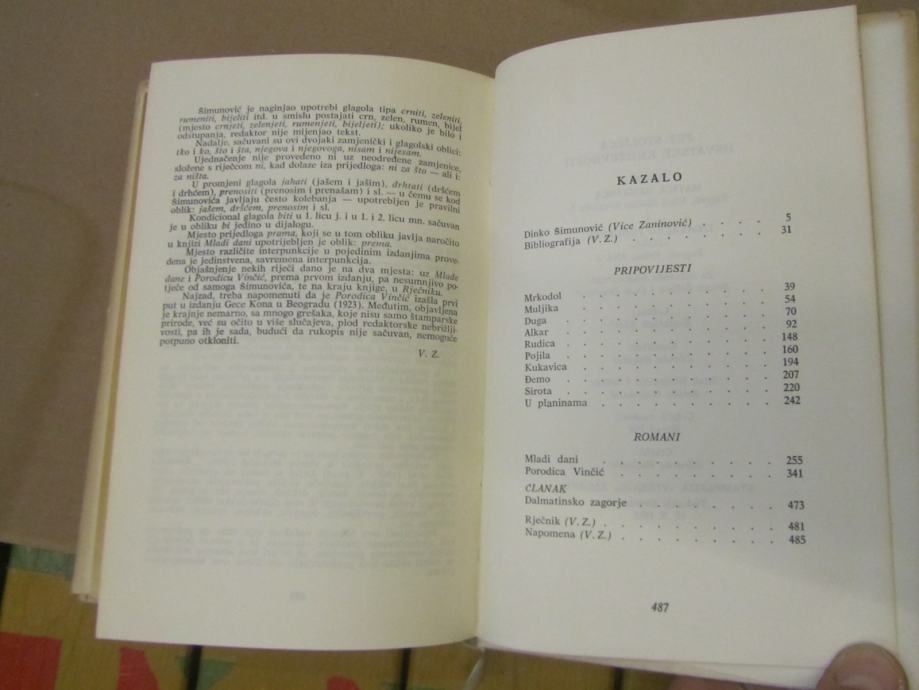 Šimunović je naginjao upotrebi glagola tipa crniti, zeleniti,
rumeniti, bijeliti itd. u smislu postajati crn, zelen, rumen, bijel
(mjesto crnjeti, zelenjeti, rumenjeti, bijeljeti); ukoliko je bilo i
odstupanja, redaktor nije mijenjao tekst.
Nadalje, sačuvani su ovi dvojaki zamjenički i glagolski oblici:
tko i ko, što i šta, njegova i njegovoga, nisam i nijesam.
Ujednačenje nije provedeno ni uz neodređene zamjenice,
složene s riječcom ni, kad dolaze iza prijedloga: ni za što — ali i:
za ništa.
U promjeni glagola jahati (jašem i jašim), drhtati (dršćem
i drhćem), prenositi (prenosim i prenašam) i sl. — u čemu se kod
Šimunovića javljaju često kolebanja — upotrebljen je pravilni
oblik: jašem, dršćem, prenosim i sl.
Kondicional glagola biti u 1. licu j. i u 1. i 2. licu mn. sačuvan
je u obliku bi jedino u dijalogu.
Mjesto prijedloga prama, koji se u tom obliku javlja naročito
u knjizi Mladi dani upotrijebljen je oblik: prema.
Mjesto različite interpunkcije u pojedinim izdanjima prove-
dena je jedinstvena, savremena interpunkcija.
Objašnjenje nekih riječi dano je na dva mjesta: uz Mlade
dane i Porodicu Vinčić, prema prvom izdanju, pa nesumnjivo po-
tječe od samoga Šimunovića, te na kraju knjige, u Rječniku.
Najzad, treba napomenuti da je Porodica Vinčić izašla prvi
put u izdanju Gece Kona u Beogradu (1923). Međutim, objavljena
je krajnje nemarno, sa mnogo grešaka, koje nisu samo štamparske
prirode, već su očito u više slučajeva, plod redaktorske nebrižlji-
vosti, pa ih je sada, budući da rukopis nije sačuvan, nemoguće
potpuno otkloniti.
V. Z.
KAZALO
Dinko Šimunović (Vice Zaninović) . . . . . 5
Bibliografija (V. Z.) . . . . . . . 31
PRIPOVIJESTI
Mrkodol . . . . . . . . . 39
Muljika . . . . . . . . . 54
Duga . . . . . . . . . 70
Alkar . . . . . . . . . 92
Rudica . . . . . . . . . 148
Pojila . . . . . . . . . 160
Kukavica . . . . . . . . . 194
Đemo . . . . . . . . . 207
Sirota . . . . . . . . . 220
U planinama . . . . . . . . 242
ROMANI
Mladi dani . . . . . . . . 255
Porodica Vinčić . . . . . . . 341
ČLANAK
Dalmatinsko zagorje . . . . . . . 473
Rječnik (V. Z.) . . . . . . . . 481
Napomena (V. Z.) . . . . . . . 485
487